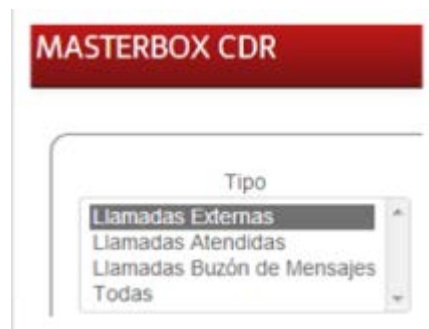 MASTERBOX CDR
Tipo
Llamadas Externas
Llamadas Atendidas
Llamadas Buzón de Mensajes
Todas